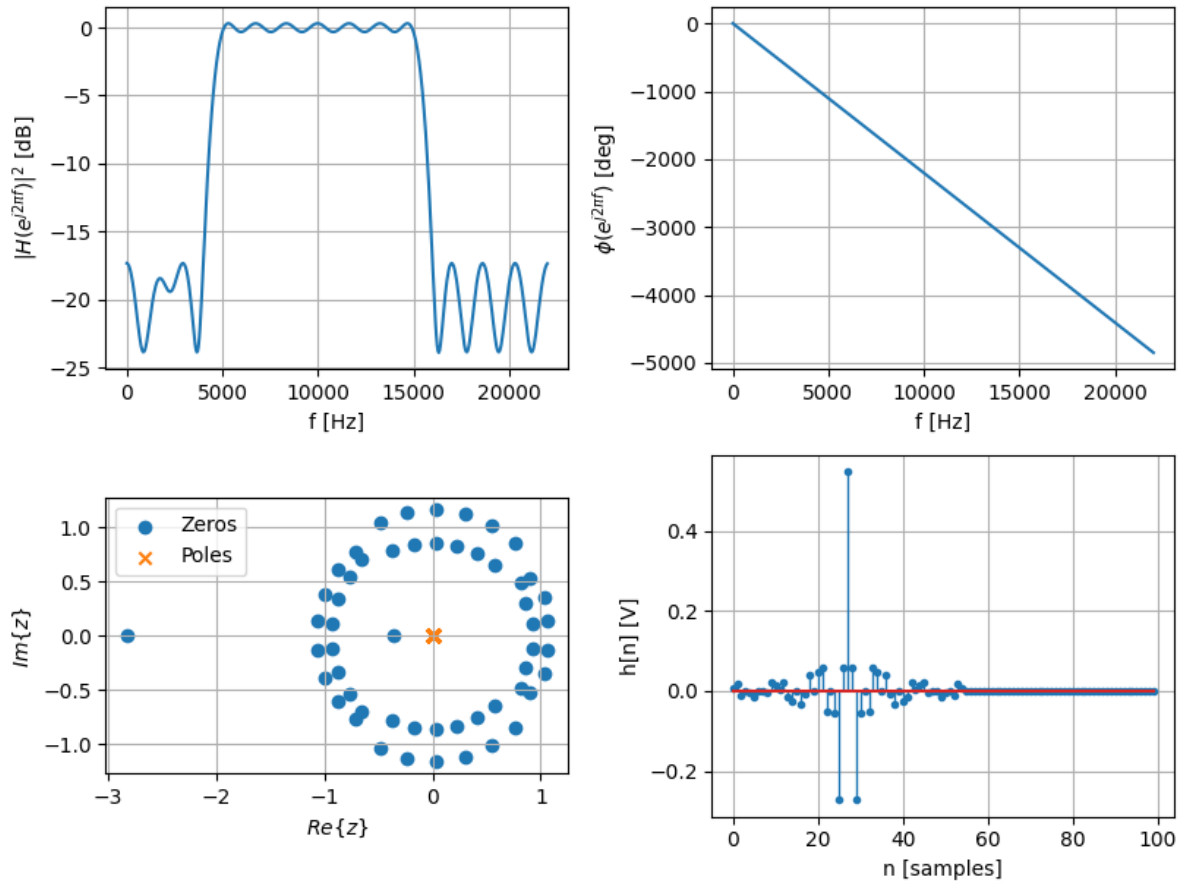 |H(e^{j2πf})|^2 [dB]
0
−5
−10
−15
−20
−25
0 5000 10000 15000 20000
f [Hz]
ϕ(e^{j2πf}) [deg]
0
−1000
−2000
−3000
−4000
−5000
0 5000 10000 15000 20000
f [Hz]
Im{z}
1.0
0.5
0.0
−0.5
−1.0
Zeros
Poles
−3 −2 −1 0 1
Re{z}
h[n] [V]
0.4
0.2
0.0
−0.2
0 20 40 60 80 100
n [samples]